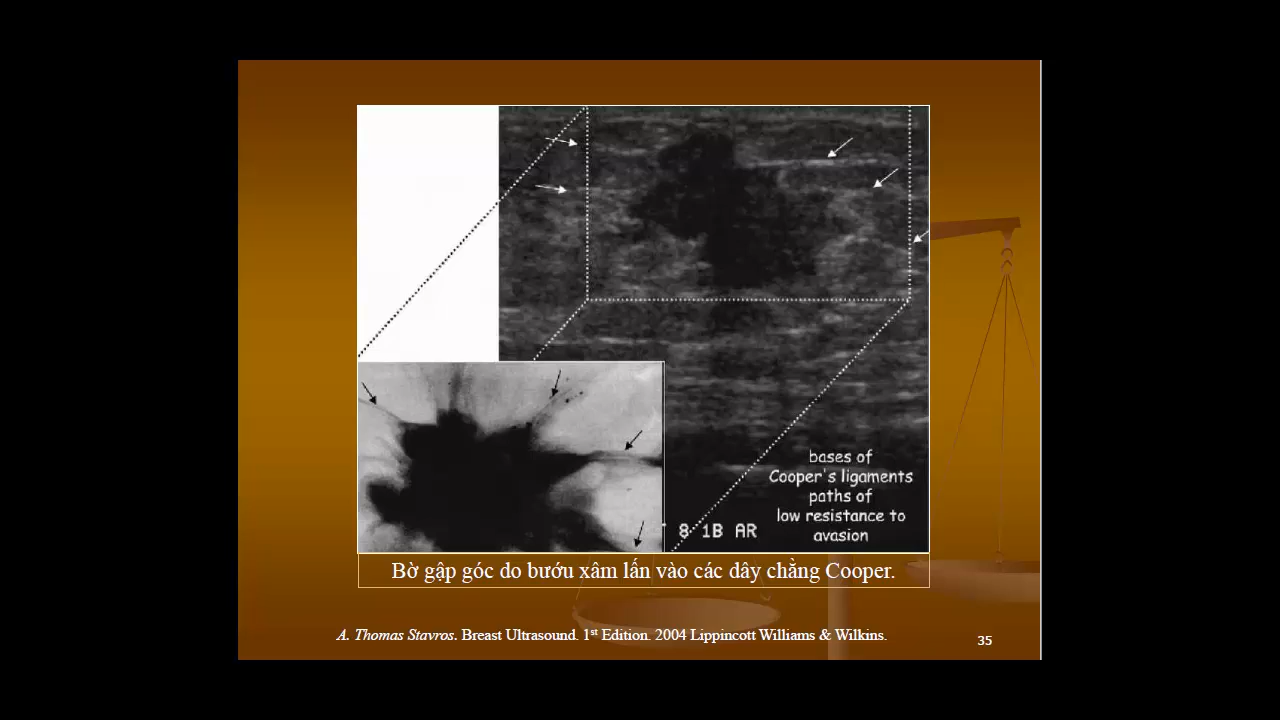 bases of
Cooper's ligaments
paths of
low resistance to
avasion
8 1B AR
Bờ gập góc do bướu xâm lấn vào các dây chằng Cooper.
A. Thomas Stavros. Breast Ultrasound. 1st Edition. 2004 Lippincott Williams & Wilkins.
35